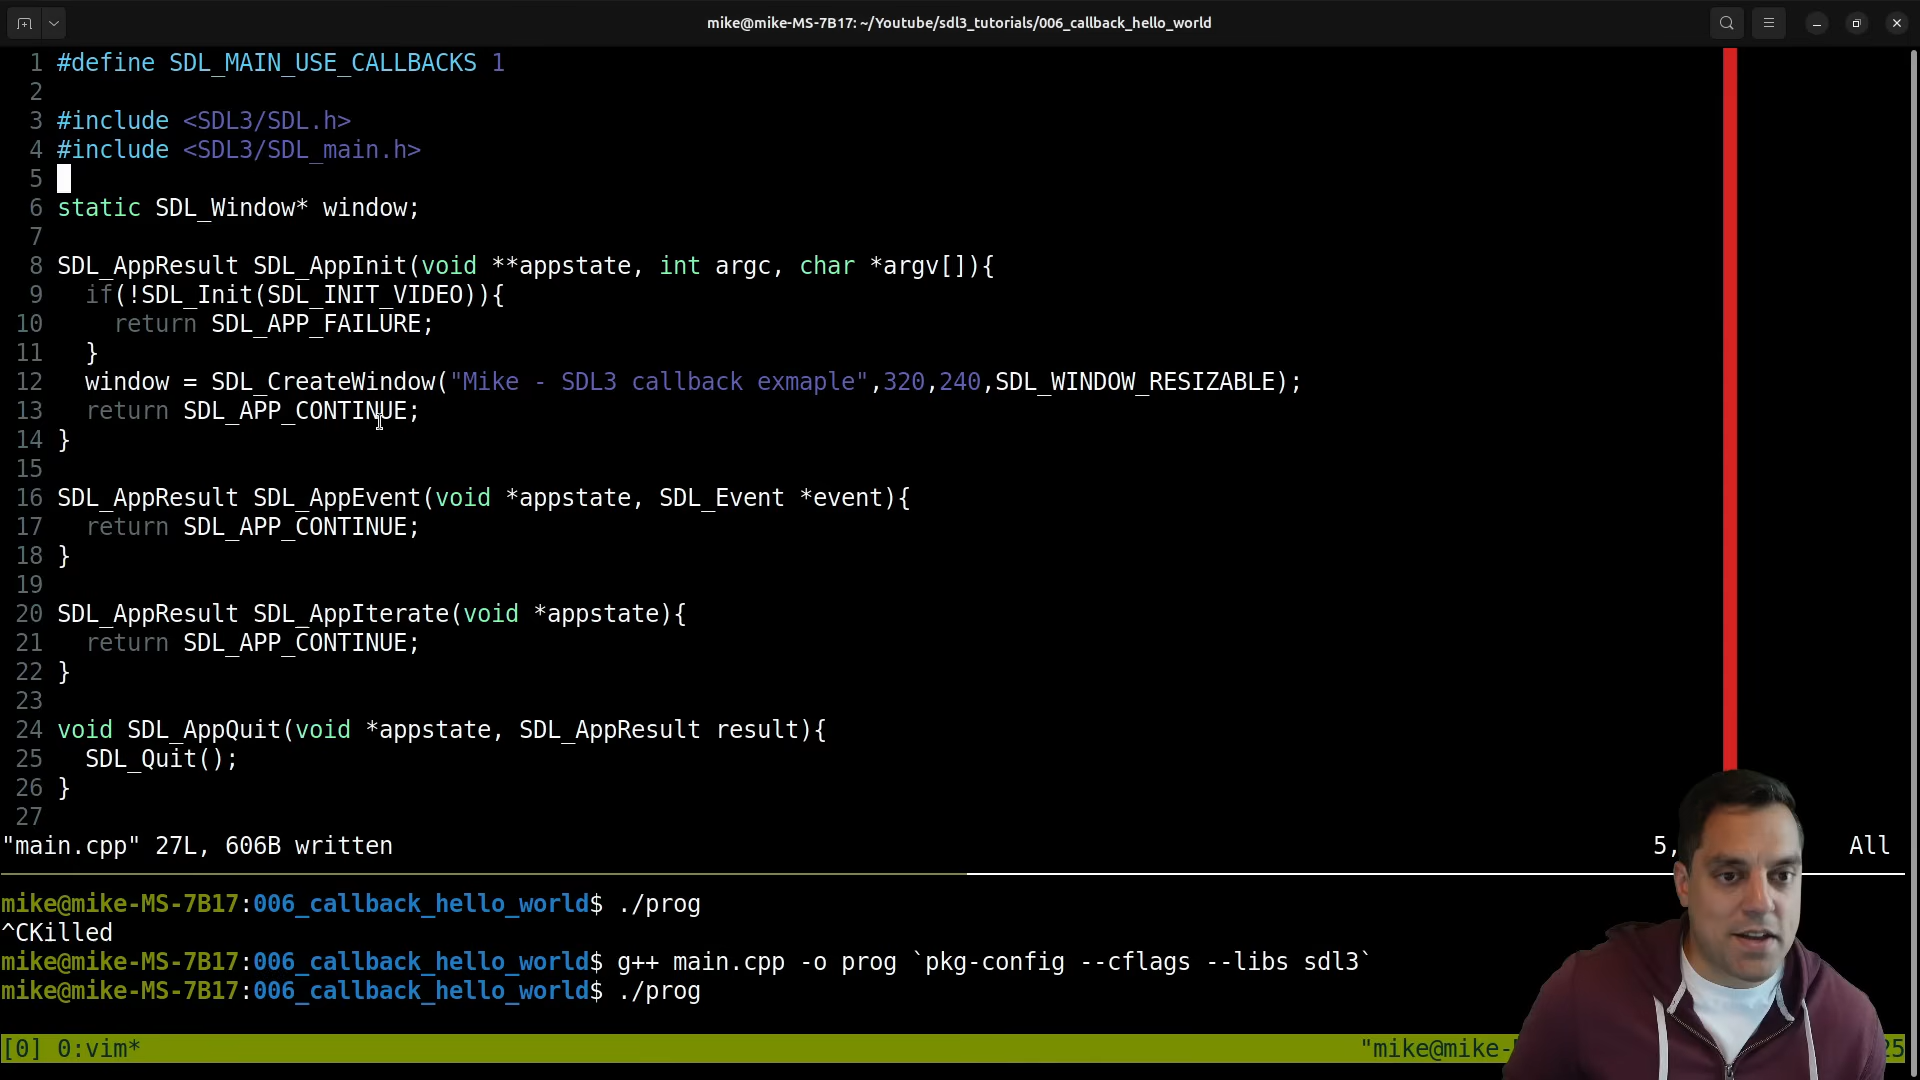 mike@mike-MS-7B17: ~/Youtube/sdl3_tutorials/006_callback_hello_world
1 #define SDL_MAIN_USE_CALLBACKS 1
2
3 #include <SDL3/SDL.h>
4 #include <SDL3/SDL_main.h>
5
6 static SDL_Window* window;
7
8 SDL_AppResult SDL_AppInit(void **appstate, int argc, char *argv[]){
9   if(!SDL_Init(SDL_INIT_VIDEO)){
10     return SDL_APP_FAILURE;
11   }
12   window = SDL_CreateWindow("Mike - SDL3 callback exmaple",320,240,SDL_WINDOW_RESIZABLE);
13   return SDL_APP_CONTINUE;
14 }
15
16 SDL_AppResult SDL_AppEvent(void *appstate, SDL_Event *event){
17   return SDL_APP_CONTINUE;
18 }
19
20 SDL_AppResult SDL_AppIterate(void *appstate){
21   return SDL_APP_CONTINUE;
22 }
23
24 void SDL_AppQuit(void *appstate, SDL_AppResult result){
25   SDL_Quit();
26 }
27
"main.cpp" 27L, 606B written 5, All
mike@mike-MS-7B17:006_callback_hello_world$ ./prog
^CKilled
mike@mike-MS-7B17:006_callback_hello_world$ g++ main.cpp -o prog `pkg-config --cflags --libs sdl3`
mike@mike-MS-7B17:006_callback_hello_world$ ./prog
[0] 0:vim* "mike@mike- 25